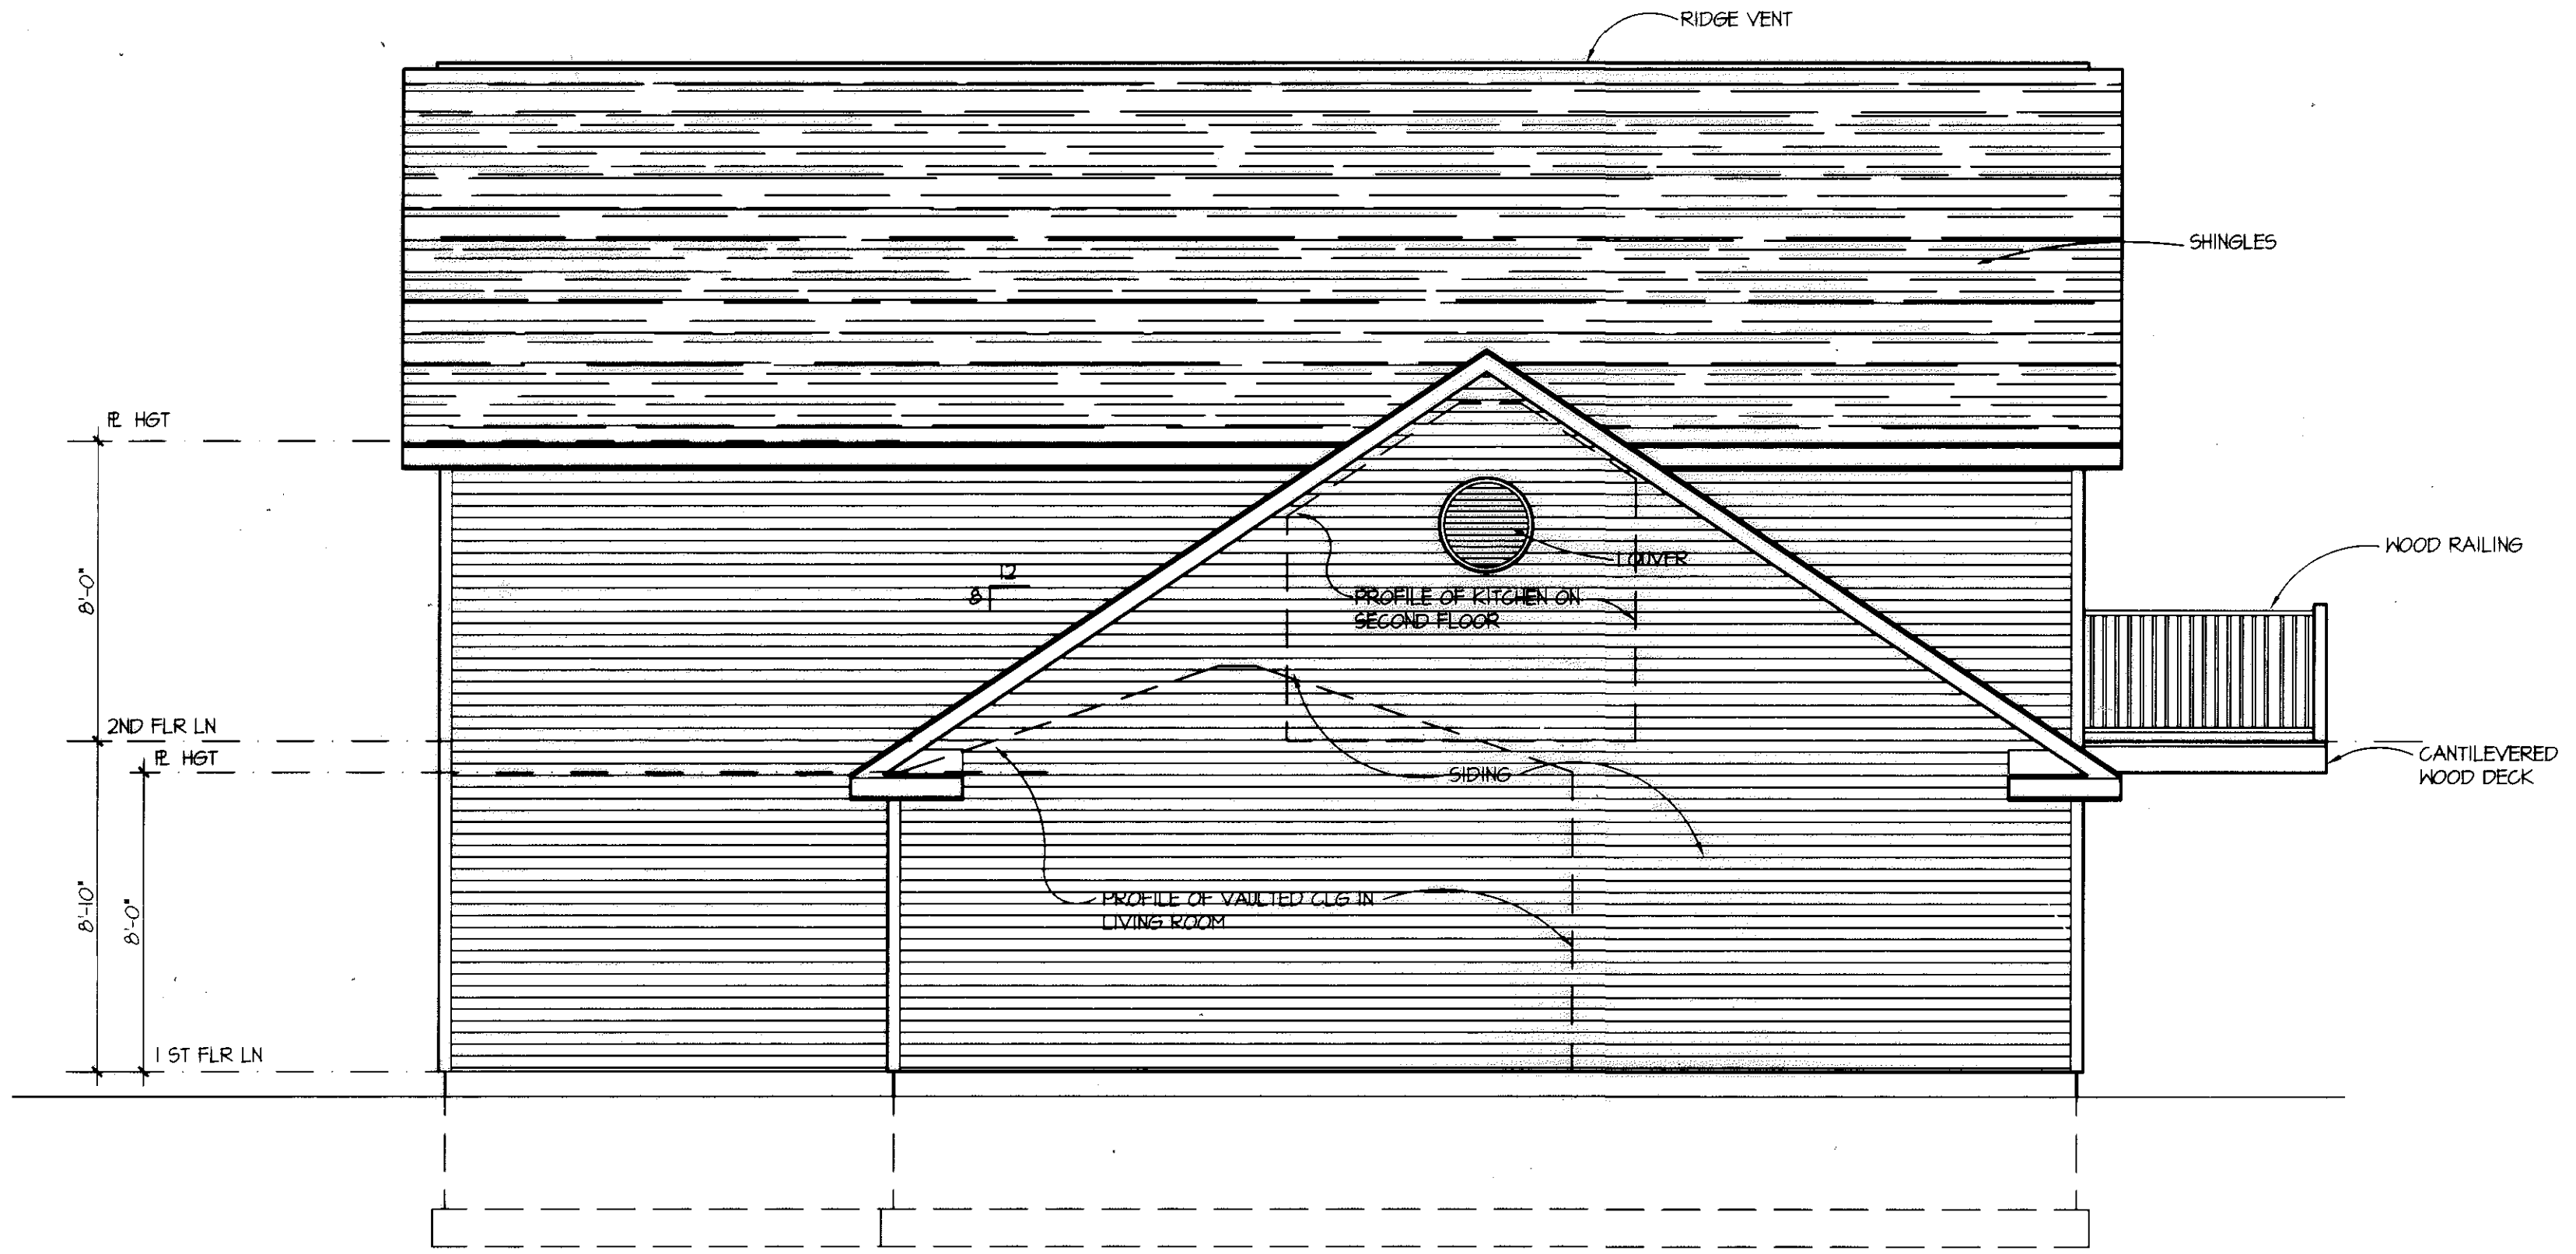 RIDGE VENT
SHINGLES
PL HGT
WOOD RAILING
LOUVER
12
8
PROFILE OF KITCHEN ON
SECOND FLOOR
8'-0"
2ND FLR LN
PL HGT
SIDING
CANTILEVERED
WOOD DECK
8'-10"
8'-0"
PROFILE OF VAULTED CLG IN
LIVING ROOM
1 ST FLR LN